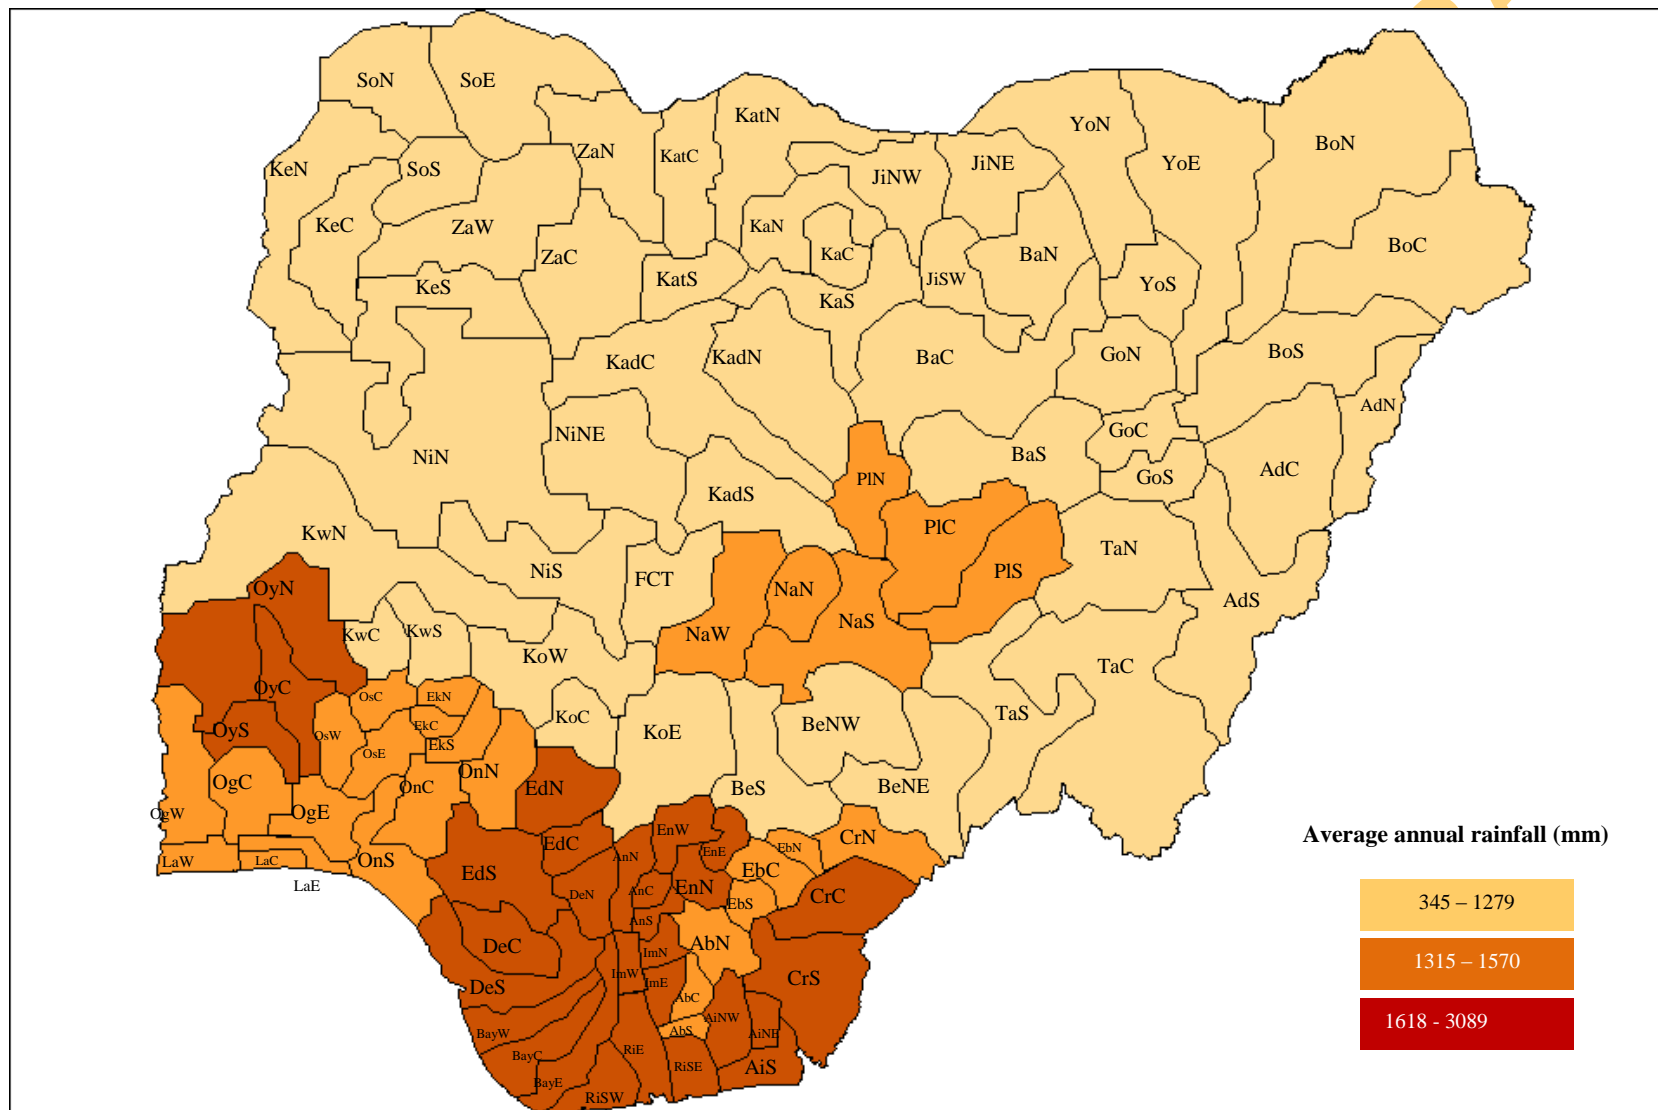 SoN
SoE
KatN
YoN
BoN
KeN
SoS
ZaN
KatC
JiNW
JiNE
YoE
KeC
ZaW
KaN
ZaC
KaC
BaN
BoC
KeS
KatS
JiSW
YoS
KaS
KadC
KadN
BaC
GoN
BoS
AdN
NiN
NiNE
GoC
BaS
GoS
AdC
KadS
PlN
PlC
KwN
NiS
FCT
PlS
TaN
OyN
NaN
NaS
AdS
KwC
KwS
NaW
KoW
TaC
OyC
OsC
EkN
OyS
OsW
EkC
EkS
OsE
KoC
KoE
BeNW
TaS
OgC
OnN
OnC
EdN
BeS
BeNE
OgW
OgE
EnW
CrN
Average annual rainfall (mm)
LaW
LaC
LaE
OnS
EdC
AnN
EnE
EbN
EdS
DeN
AnC
EnN
EbC
EbS
CrC
345 – 1279
AnS
DeC
ImN
AbN
1315 – 1570
DeS
ImW
ImE
AbC
CrS
BayW
AbS
AiNW
AiNE
1618 - 3089
BayC
RiE
BayE
RiSE
AiS
RiSW